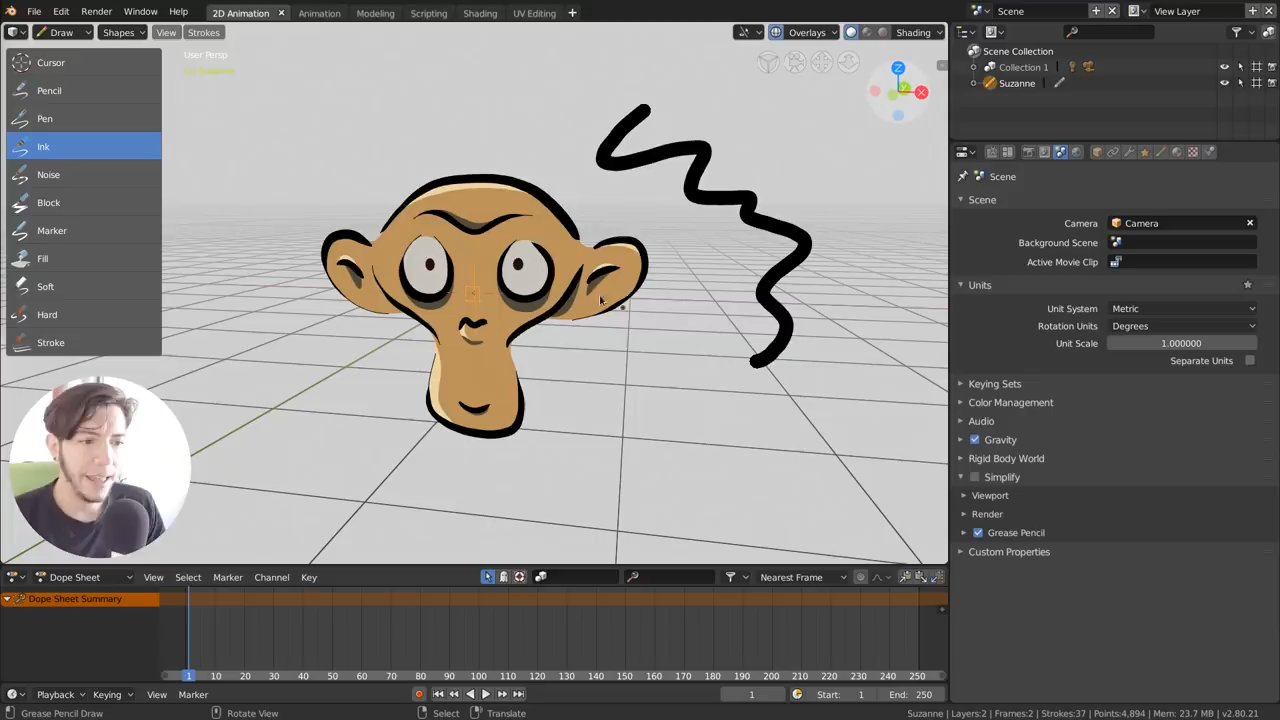 File Edit Render Window Help 2D Animation Animation Modeling Scripting Shading UV Editing Scene View Layer
Draw Shapes View Strokes Overlays Shading
User Persp
Cursor
Pencil
Pen
Ink
Noise
Block
Marker
Fill
Soft
Hard
Stroke
Z
Y
X
Scene Collection
Collection 1
Suzanne
Scene
Scene
Camera Camera
Background Scene
Active Movie Clip
Units
Unit System Metric
Rotation Units Degrees
Unit Scale 1.000000
Separate Units
Keying Sets
Color Management
Audio
Gravity
Rigid Body World
Simplify
Viewport
Render
Grease Pencil
Custom Properties
Dope Sheet View Select Marker Channel Key Nearest Frame
Dope Sheet Summary
1 10 20 30 40 50 60 70 80 90 100 110 120 130 140 150 160 170 180 190 200 210 220 230 240 250
Playback Keying View Marker 1 Start: 1 End: 250
Grease Pencil Draw Rotate View Select Translate Suzanne | Layers:2 | Frames:2 | Strokes:37 | Points:4,894 | Mem: 23.7 MB | v2.80.21